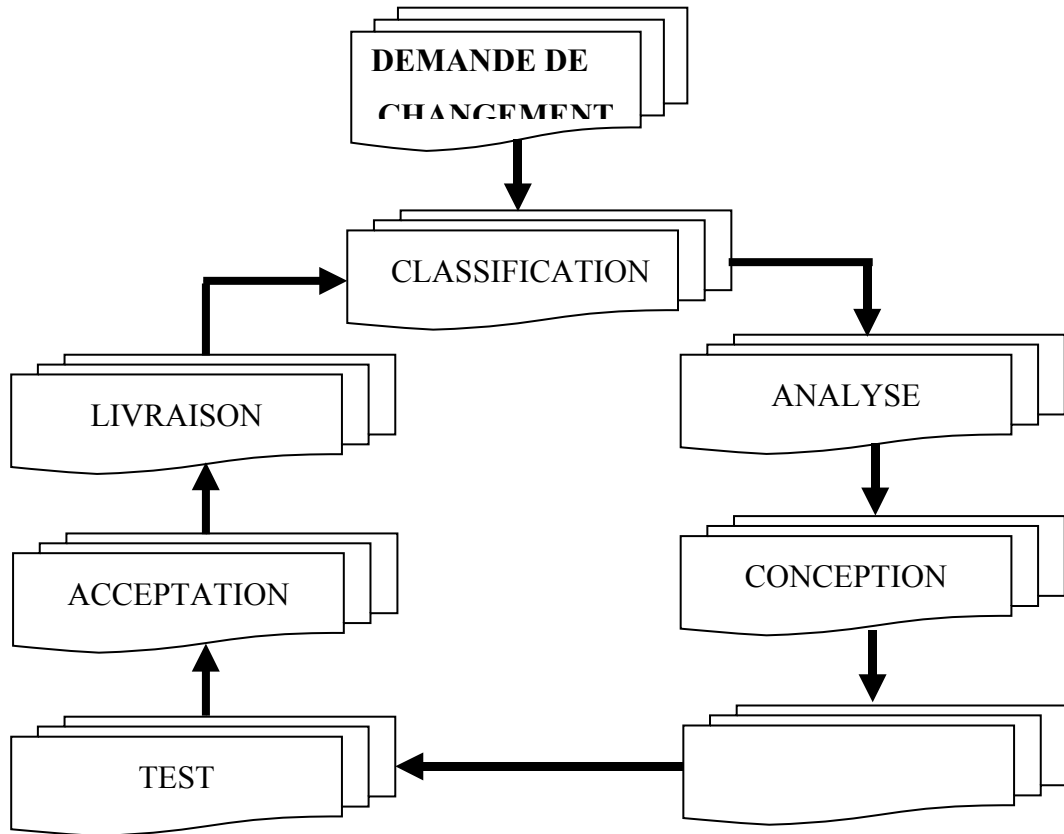 DEMANDE DE
CHANGEMENT
CLASSIFICATION
ANALYSE
CONCEPTION
TEST
ACCEPTATION
LIVRAISON